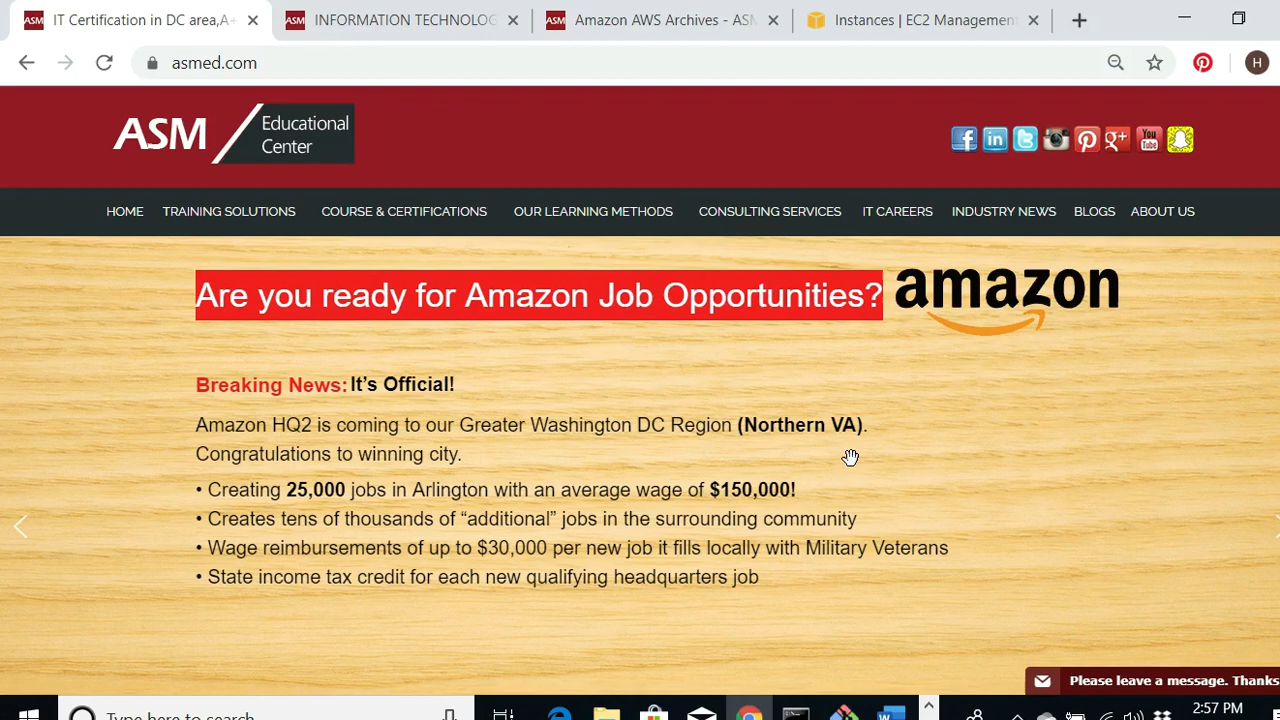 IT Certification in DC area,A+
INFORMATION TECHNOLOG
Amazon AWS Archives - ASM
Instances | EC2 Management
asmed.com
H
ASM
Educational
Center
You
Tube
HOME TRAINING SOLUTIONS COURSE & CERTIFICATIONS OUR LEARNING METHODS CONSULTING SERVICES IT CAREERS INDUSTRY NEWS BLOGS ABOUT US
Are you ready for Amazon Job Opportunities?
amazon
Breaking News: It's Official!
Amazon HQ2 is coming to our Greater Washington DC Region (Northern VA).
Congratulations to winning city.
• Creating 25,000 jobs in Arlington with an average wage of $150,000!
• Creates tens of thousands of “additional” jobs in the surrounding community
• Wage reimbursements of up to $30,000 per new job it fills locally with Military Veterans
• State income tax credit for each new qualifying headquarters job
Please leave a message. Thanks
Type here to search
2:57 PM